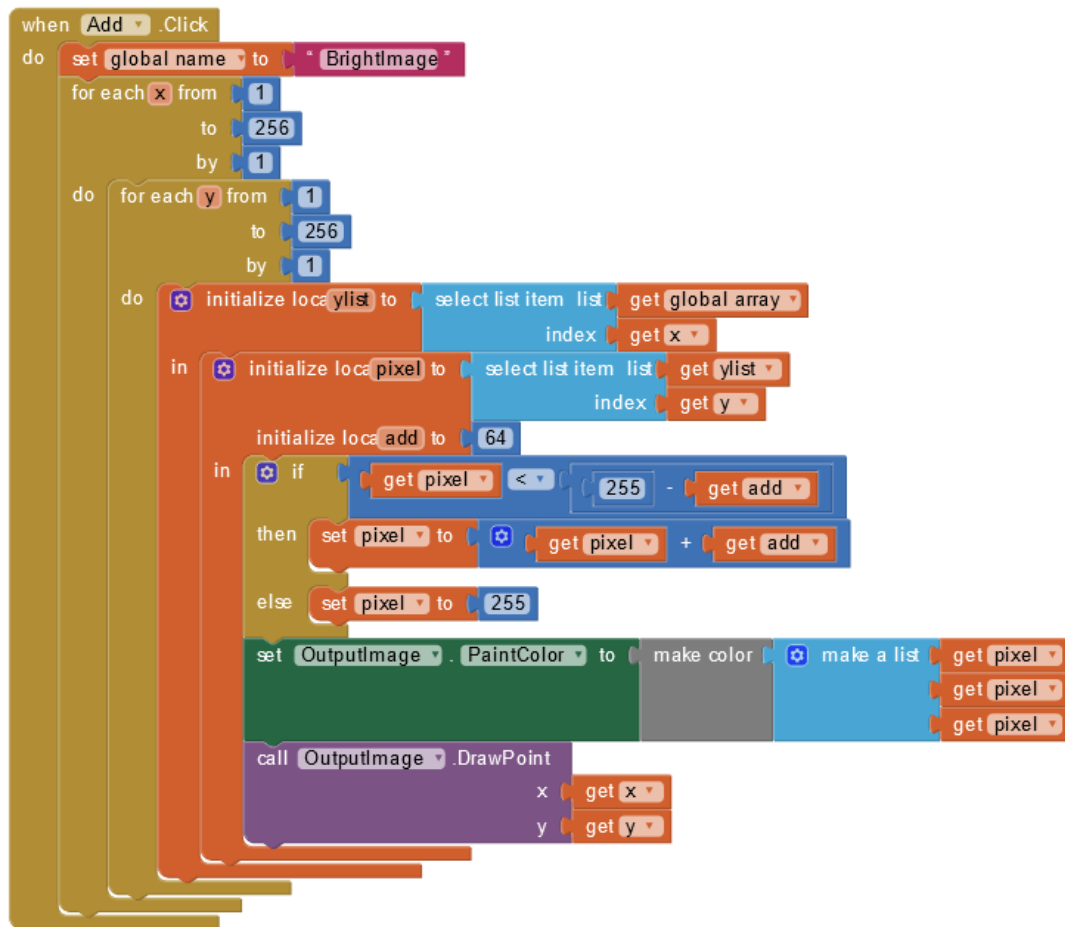 when Add .Click
do set global name to " BrightImage "
for each x from 1
to 256
by 1
do for each y from 1
to 256
by 1
do initialize loca ylist to select list item list get global array
index get x
in initialize loca pixel to select list item list get ylist
index get y
initialize loca add to 64
in if get pixel < 255 - get add
then set pixel to get pixel + get add
else set pixel to 255
set OutputImage . PaintColor to make color make a list get pixel
get pixel
get pixel
call OutputImage .DrawPoint
x get x
y get y